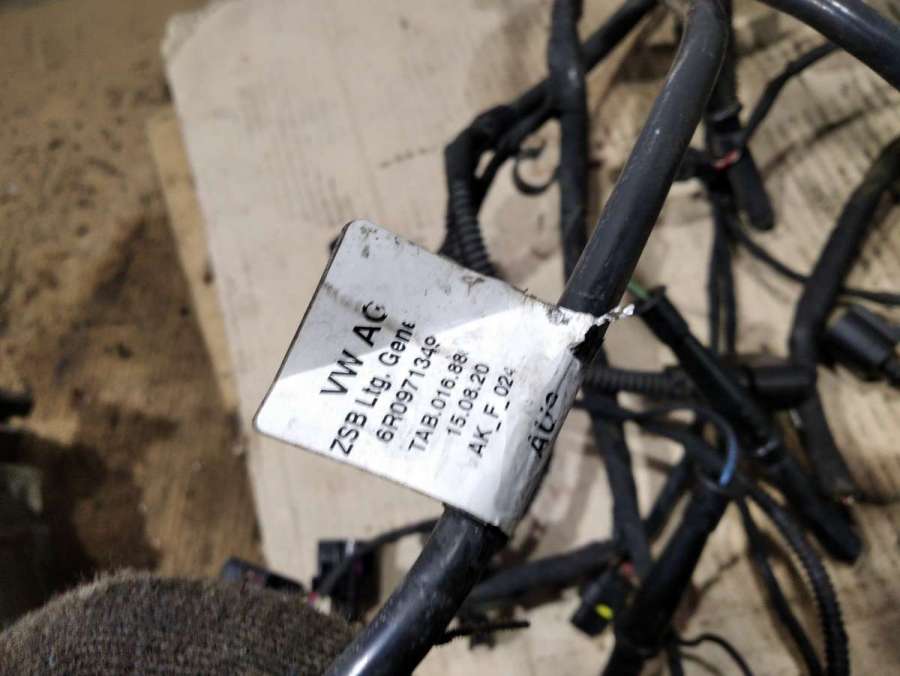 VW AG
ZSB Ltg. Gene
6R0971349
TAB.016.88
15.08.20
AK_F_024